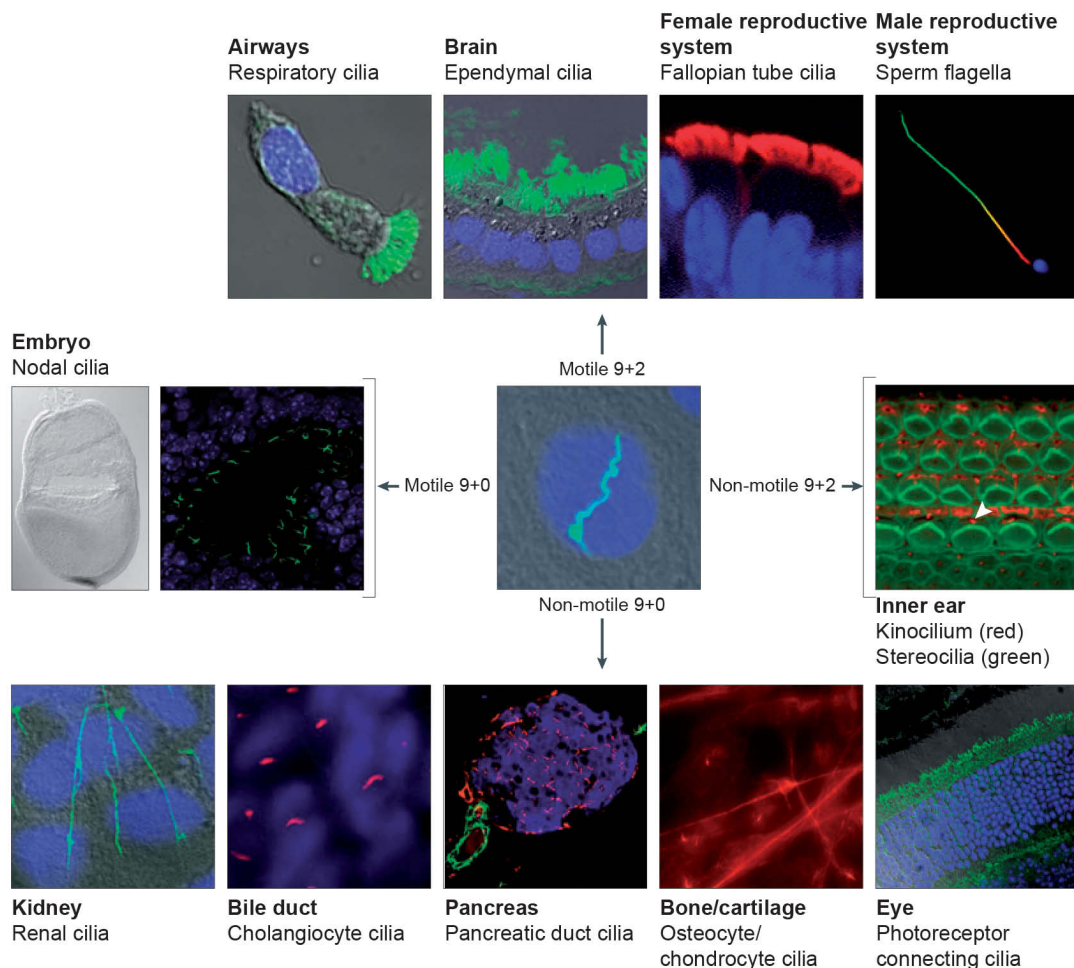 Airways
Respiratory cilia
Brain
Ependymal cilia
Female reproductive
system
Fallopian tube cilia
Male reproductive
system
Sperm flagella
Embryo
Nodal cilia
Motile 9+2
Motile 9+0
Non-motile 9+2
Non-motile 9+0
Inner ear
Kinocilium (red)
Stereocilia (green)
Kidney
Renal cilia
Bile duct
Cholangiocyte cilia
Pancreas
Pancreatic duct cilia
Bone/cartilage
Osteocyte/
chondrocyte cilia
Eye
Photoreceptor
connecting cilia